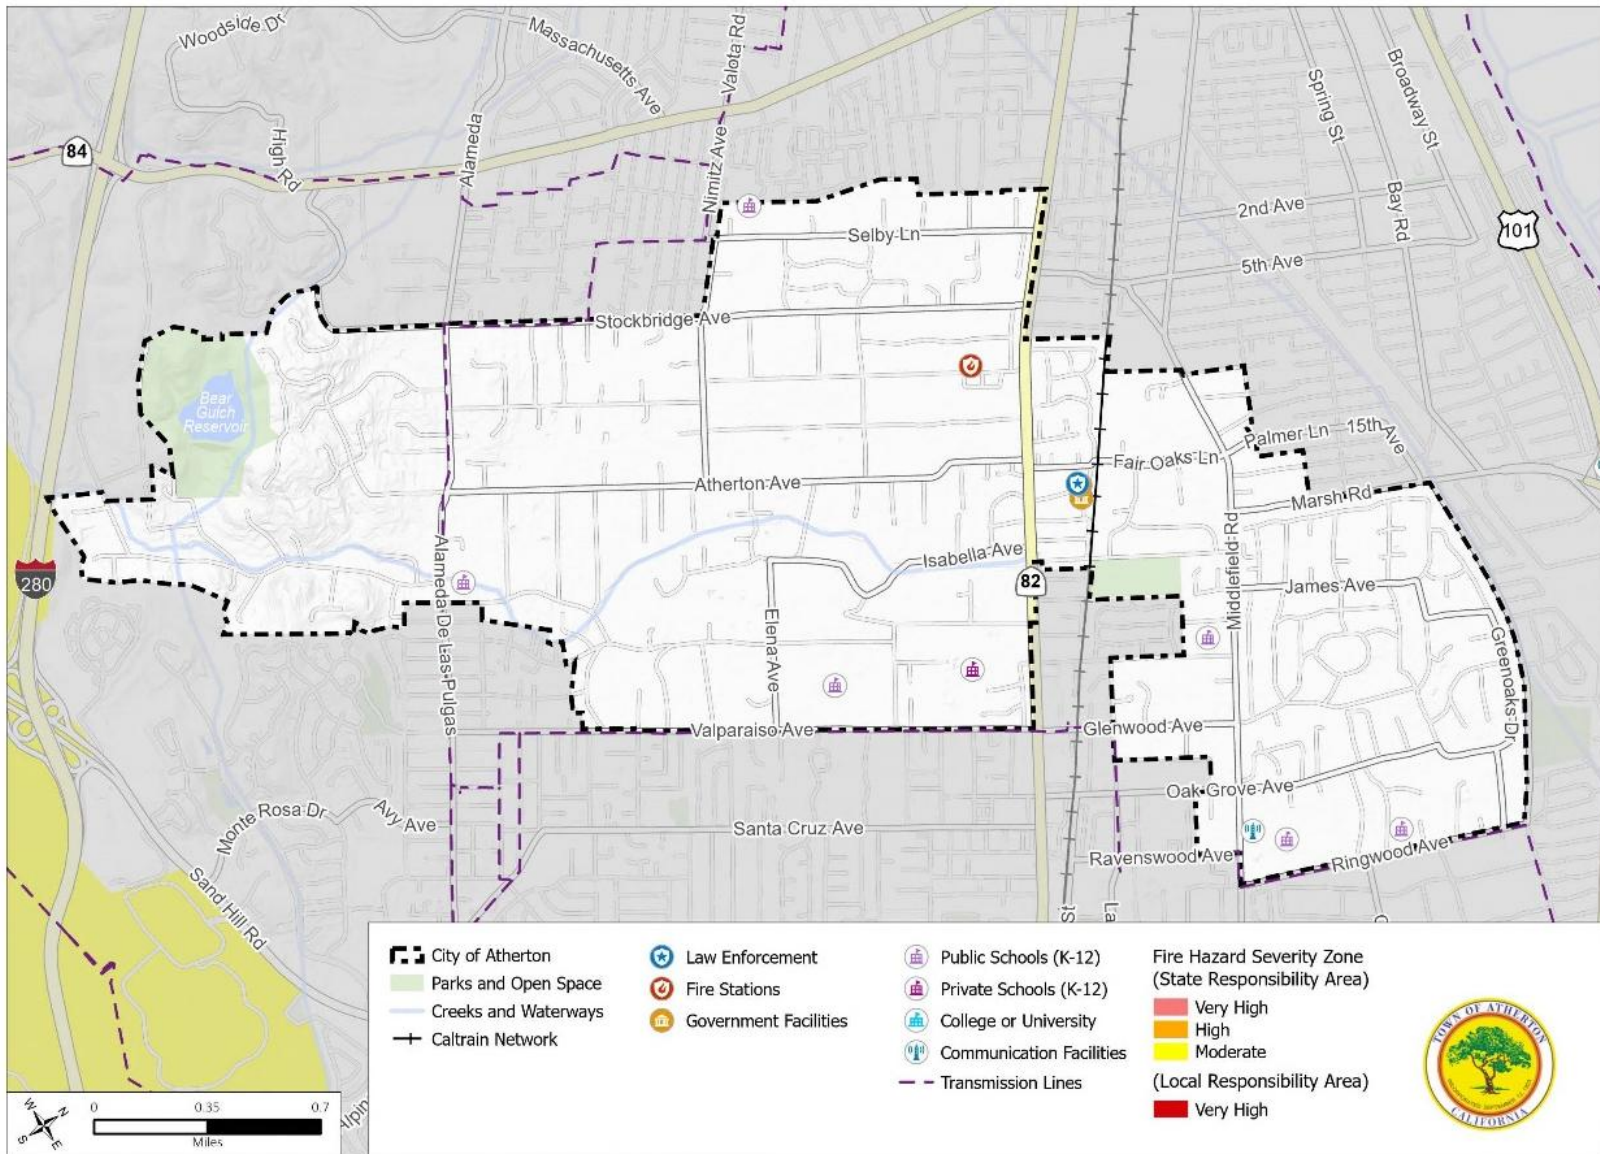 Woodside Dr
Massachusetts Ave
Valota Rd
Spring St
Broadway St
84
High Rd
Alameda
Nimitz Ave
2nd Ave
Bay Rd
101
Selby Ln
5th Ave
Stockbridge Ave
Bear
Gulch
Reservoir
Palmer Ln
15th Ave
Fair Oaks Ln
Atherton Ave
Marsh Rd
Middlefield Rd
Isabella Ave
280
82
James Ave
Alameda De Las Pulgas
Elena Ave
Greenoaks Dr
Valparaiso Ave
Glenwood Ave
Oak Grove Ave
Monte Rosa Dr
Avy Ave
Santa Cruz Ave
Ravenswood Ave
Ringwood Ave
Sand Hill Rd
St
La
Alpin
City of Atherton
Parks and Open Space
Creeks and Waterways
Caltrain Network
Law Enforcement
Fire Stations
Government Facilities
Public Schools (K-12)
Private Schools (K-12)
College or University
Communication Facilities
Transmission Lines
Fire Hazard Severity Zone
(State Responsibility Area)
Very High
High
Moderate
(Local Responsibility Area)
Very High
TOWN OF ATHERTON
CALIFORNIA
N
W
E
S
0 0.35 0.7
Miles